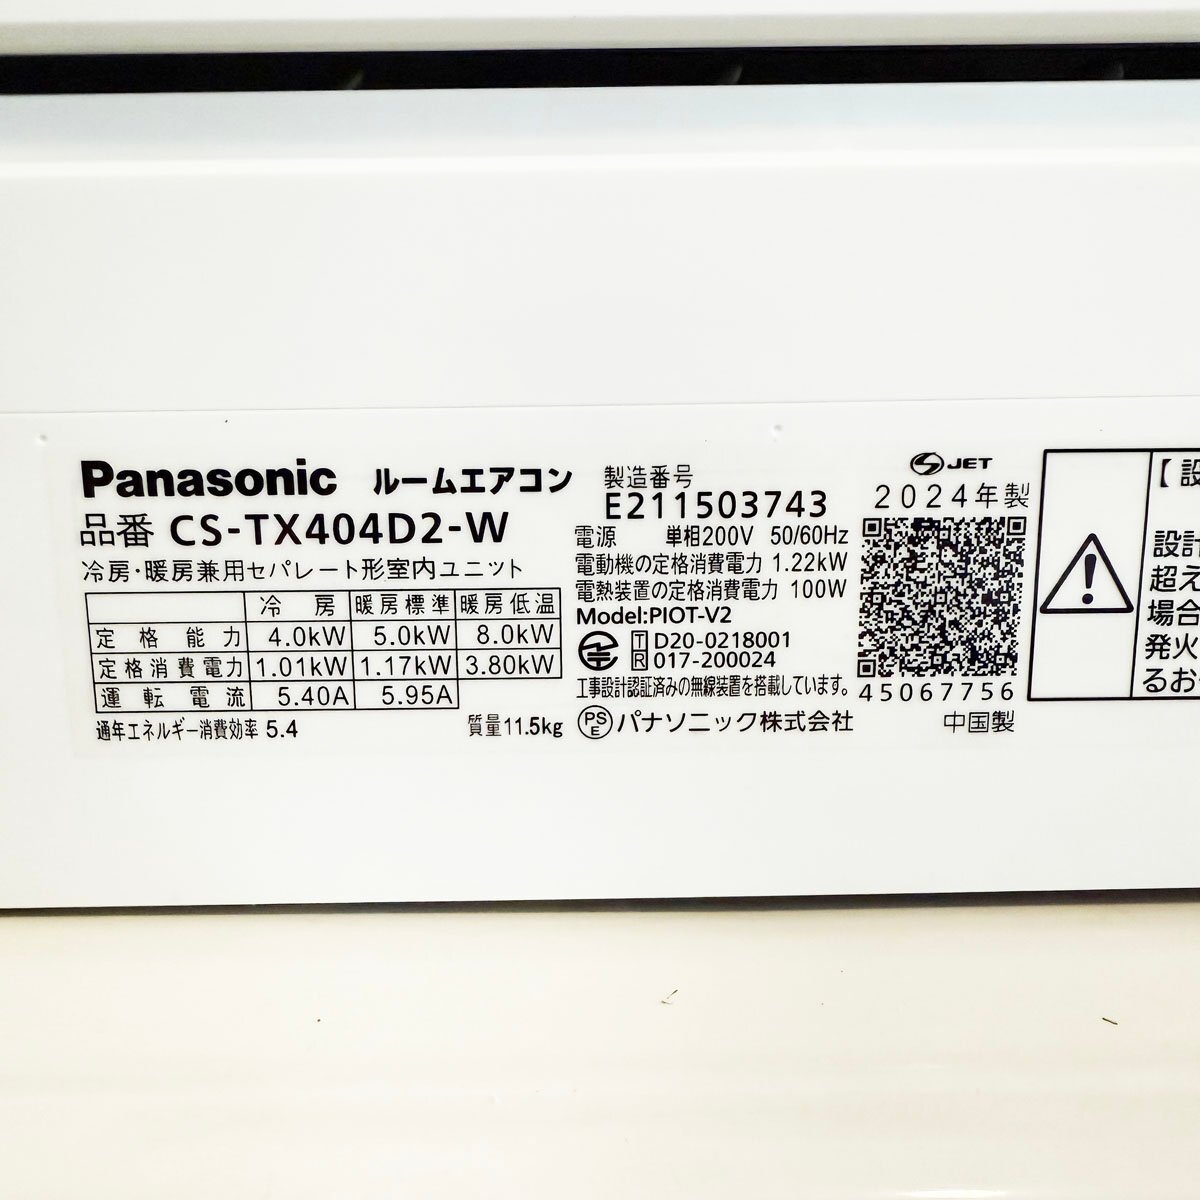 Panasonic ルームエアコン
品番 CS-TX404D2-W
冷房・暖房兼用セパレート形室内ユニット
冷房 暖房標準 暖房低温
定格能力 4.0kW 5.0kW 8.0kW
定格消費電力 1.01kW 1.17kW 3.80kW
運転電流 5.40A 5.95A
通年エネルギー消費効率 5.4 質量11.5kg
製造番号
E211503743
電源 単相200V 50/60Hz
電動機の定格消費電力 1.22kW
電熱装置の定格消費電力 100W
Model:PIOT-V2
T D20-0218001
R 017-200024
工事設計認証済みの無線装置を搭載しています。
PSE パナソニック株式会社
JET
2024年製
45067756
中国製
【設
設計
超え
場合
発火
るお